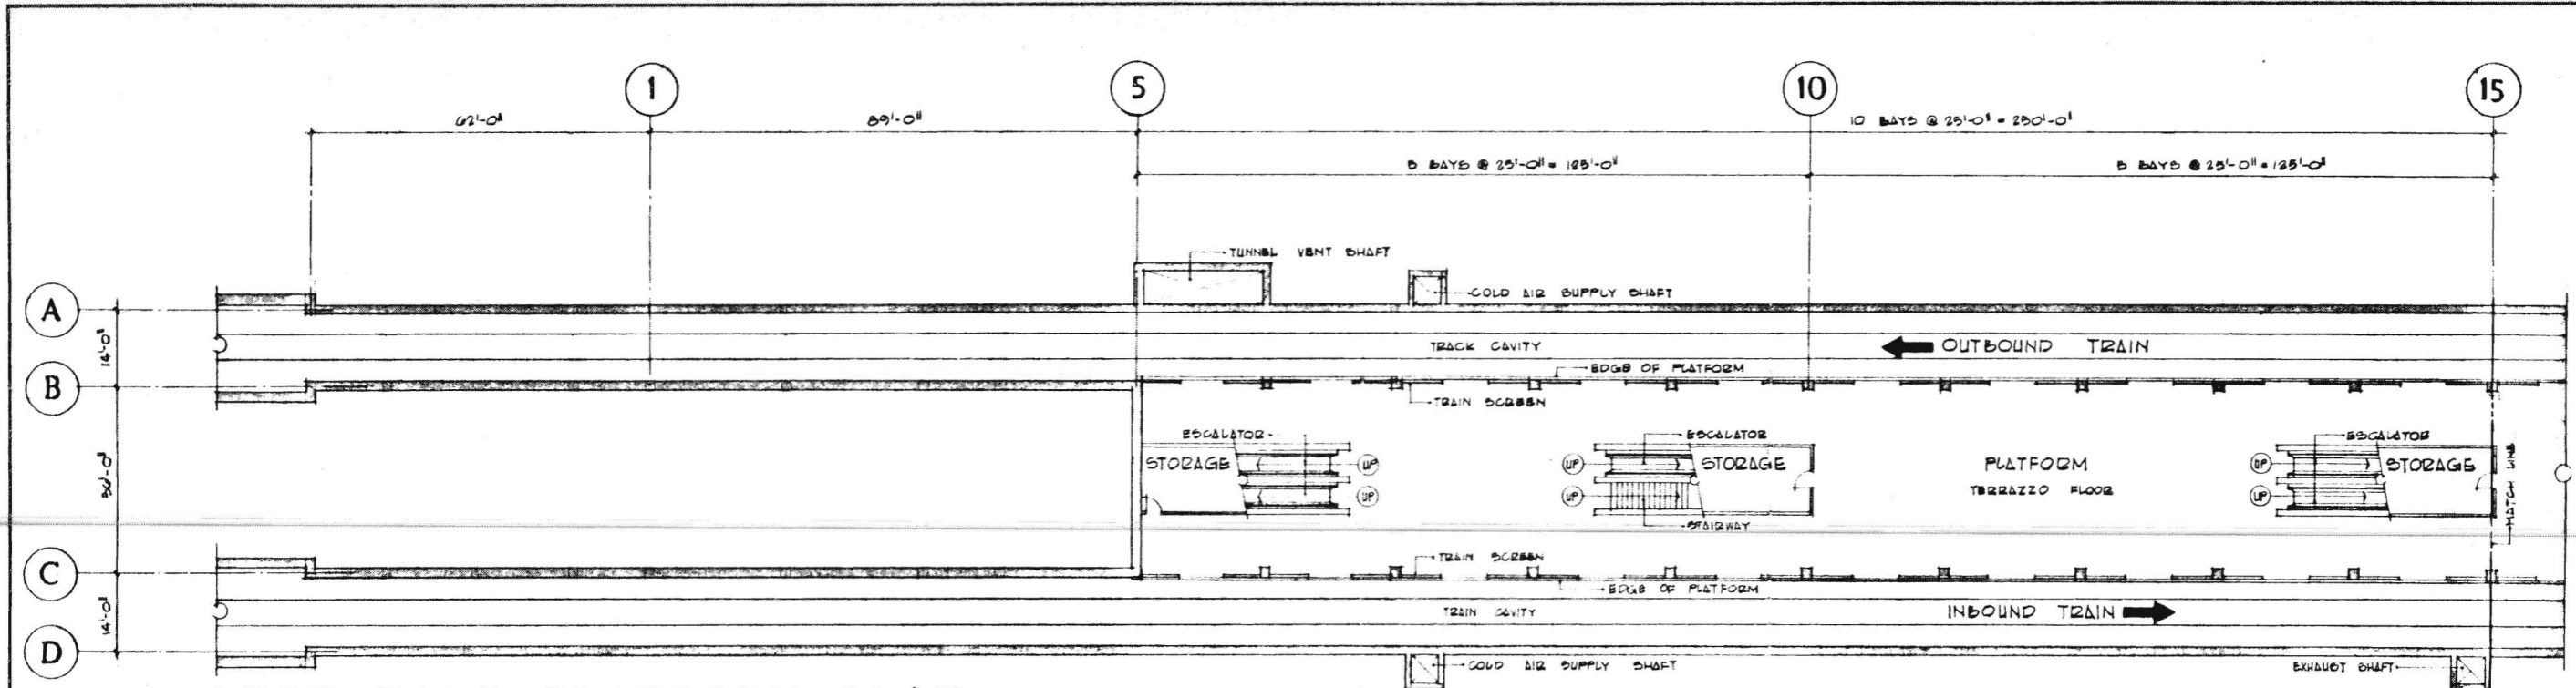 1
5
10
15
62'-0"
89'-0"
10 BAYS @ 25'-0" = 250'-0"
5 BAYS @ 25'-0" = 125'-0"
5 BAYS @ 25'-0" = 125'-0"
TUNNEL VENT SHAFT
COLD AIR SUPPLY SHAFT
A
14'-0"
TRACK CAVITY
OUTBOUND TRAIN
B
EDGE OF PLATFORM
TRAIN SCREEN
ESCALATOR
ESCALATOR
ESCALATOR
STORAGE
UP
UP
UP
UP
STORAGE
PLATFORM
TERRAZZO FLOOR
UP
UP
STORAGE
STAIRWAY
MATCH LINE
TRAIN SCREEN
C
EDGE OF PLATFORM
14'-0"
TRAIN CAVITY
INBOUND TRAIN
D
COLD AIR SUPPLY SHAFT
EXHAUST SHAFT